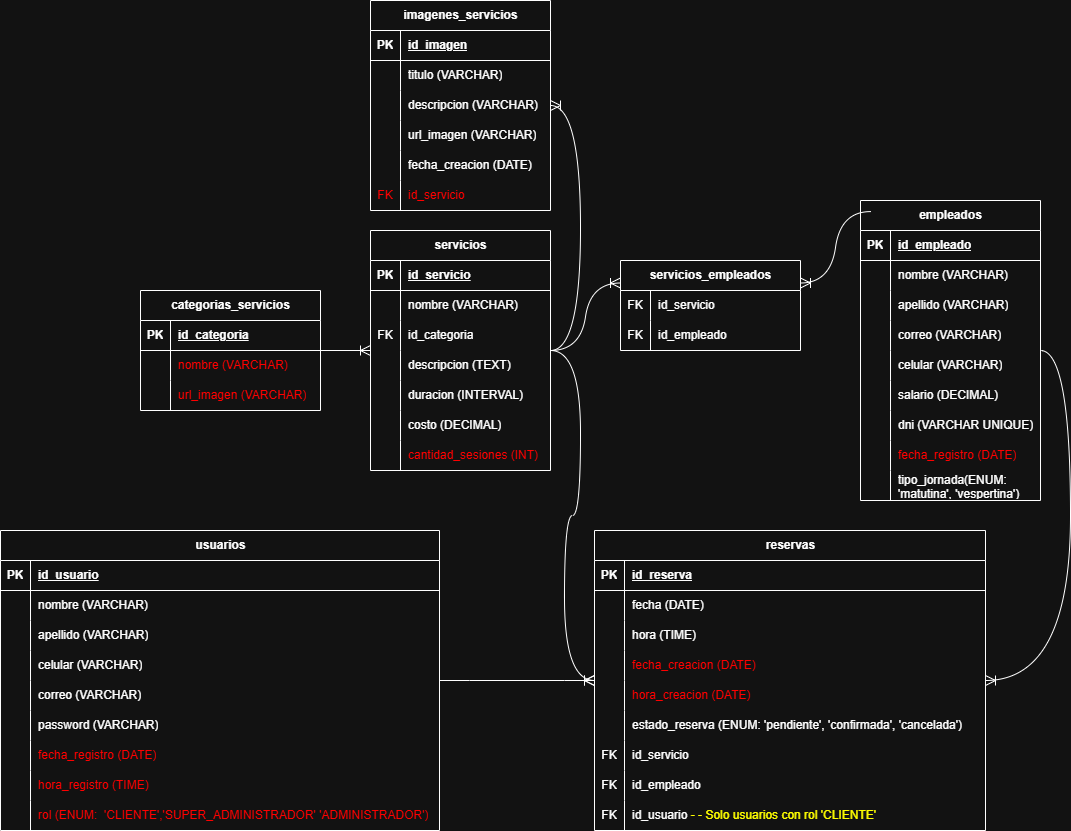 imagenes_servicios
PK id_imagen
titulo (VARCHAR)
descripcion (VARCHAR)
url_imagen (VARCHAR)
fecha_creacion (DATE)
FK id_servicio
servicios
PK id_servicio
nombre (VARCHAR)
FK id_categoria
descripcion (TEXT)
duracion (INTERVAL)
costo (DECIMAL)
cantidad_sesiones (INT)
categorias_servicios
PK id_categoria
nombre (VARCHAR)
url_imagen (VARCHAR)
servicios_empleados
FK id_servicio
FK id_empleado
empleados
PK id_empleado
nombre (VARCHAR)
apellido (VARCHAR)
correo (VARCHAR)
celular (VARCHAR)
salario (DECIMAL)
dni (VARCHAR UNIQUE)
fecha_registro (DATE)
tipo_jornada(ENUM:
'matutina', 'vespertina')
usuarios
PK id_usuario
nombre (VARCHAR)
apellido (VARCHAR)
celular (VARCHAR)
correo (VARCHAR)
password (VARCHAR)
fecha_registro (DATE)
hora_registro (TIME)
rol (ENUM: 'CLIENTE','SUPER_ADMINISTRADOR' 'ADMINISTRADOR')
reservas
PK id_reserva
fecha (DATE)
hora (TIME)
fecha_creacion (DATE)
hora_creacion (DATE)
estado_reserva (ENUM: 'pendiente', 'confirmada', 'cancelada')
FK id_servicio
FK id_empleado
FK id_usuario - - Solo usuarios con rol 'CLIENTE'